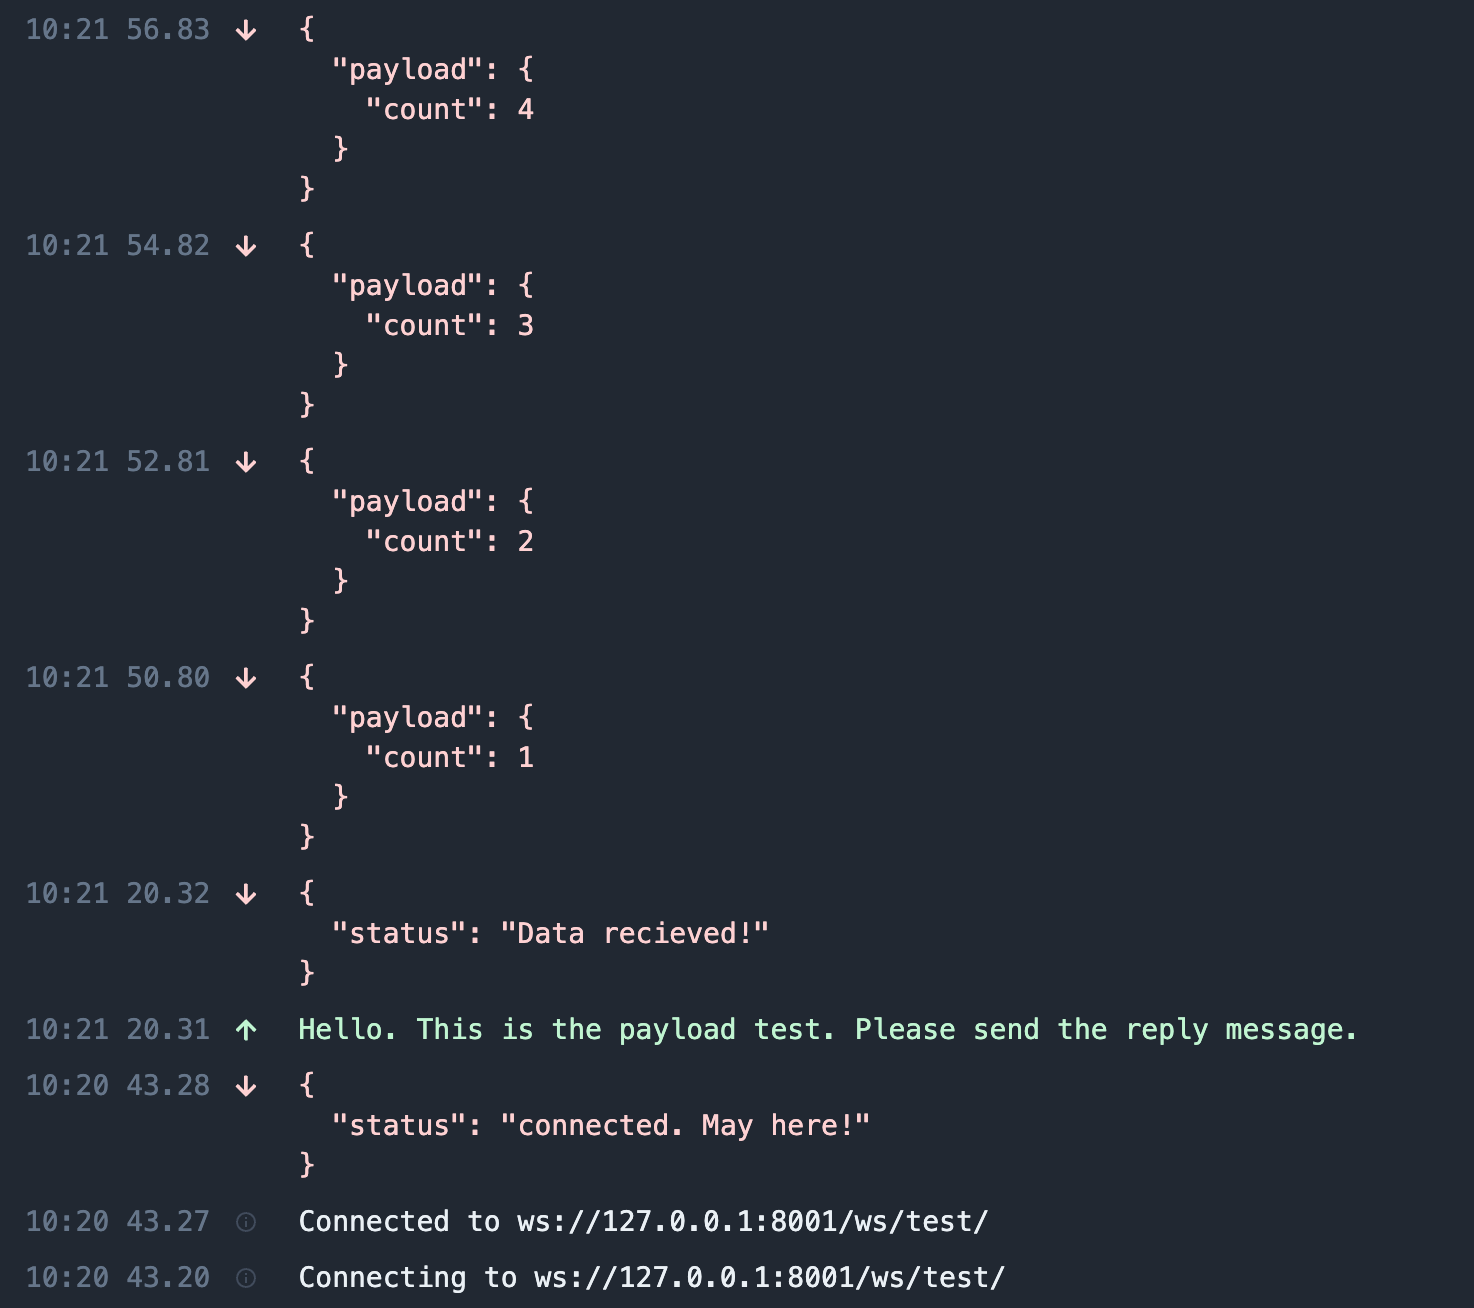 10:21 56.83 ↓ {
"payload": {
"count": 4
}
}
10:21 54.82 ↓ {
"payload": {
"count": 3
}
}
10:21 52.81 ↓ {
"payload": {
"count": 2
}
}
10:21 50.80 ↓ {
"payload": {
"count": 1
}
}
10:21 20.32 ↓ {
"status": "Data recieved!"
}
10:21 20.31 ↑ Hello. This is the payload test. Please send the reply message.
10:20 43.28 ↓ {
"status": "connected. May here!"
}
10:20 43.27 ⓘ Connected to ws://127.0.0.1:8001/ws/test/
10:20 43.20 ⓘ Connecting to ws://127.0.0.1:8001/ws/test/